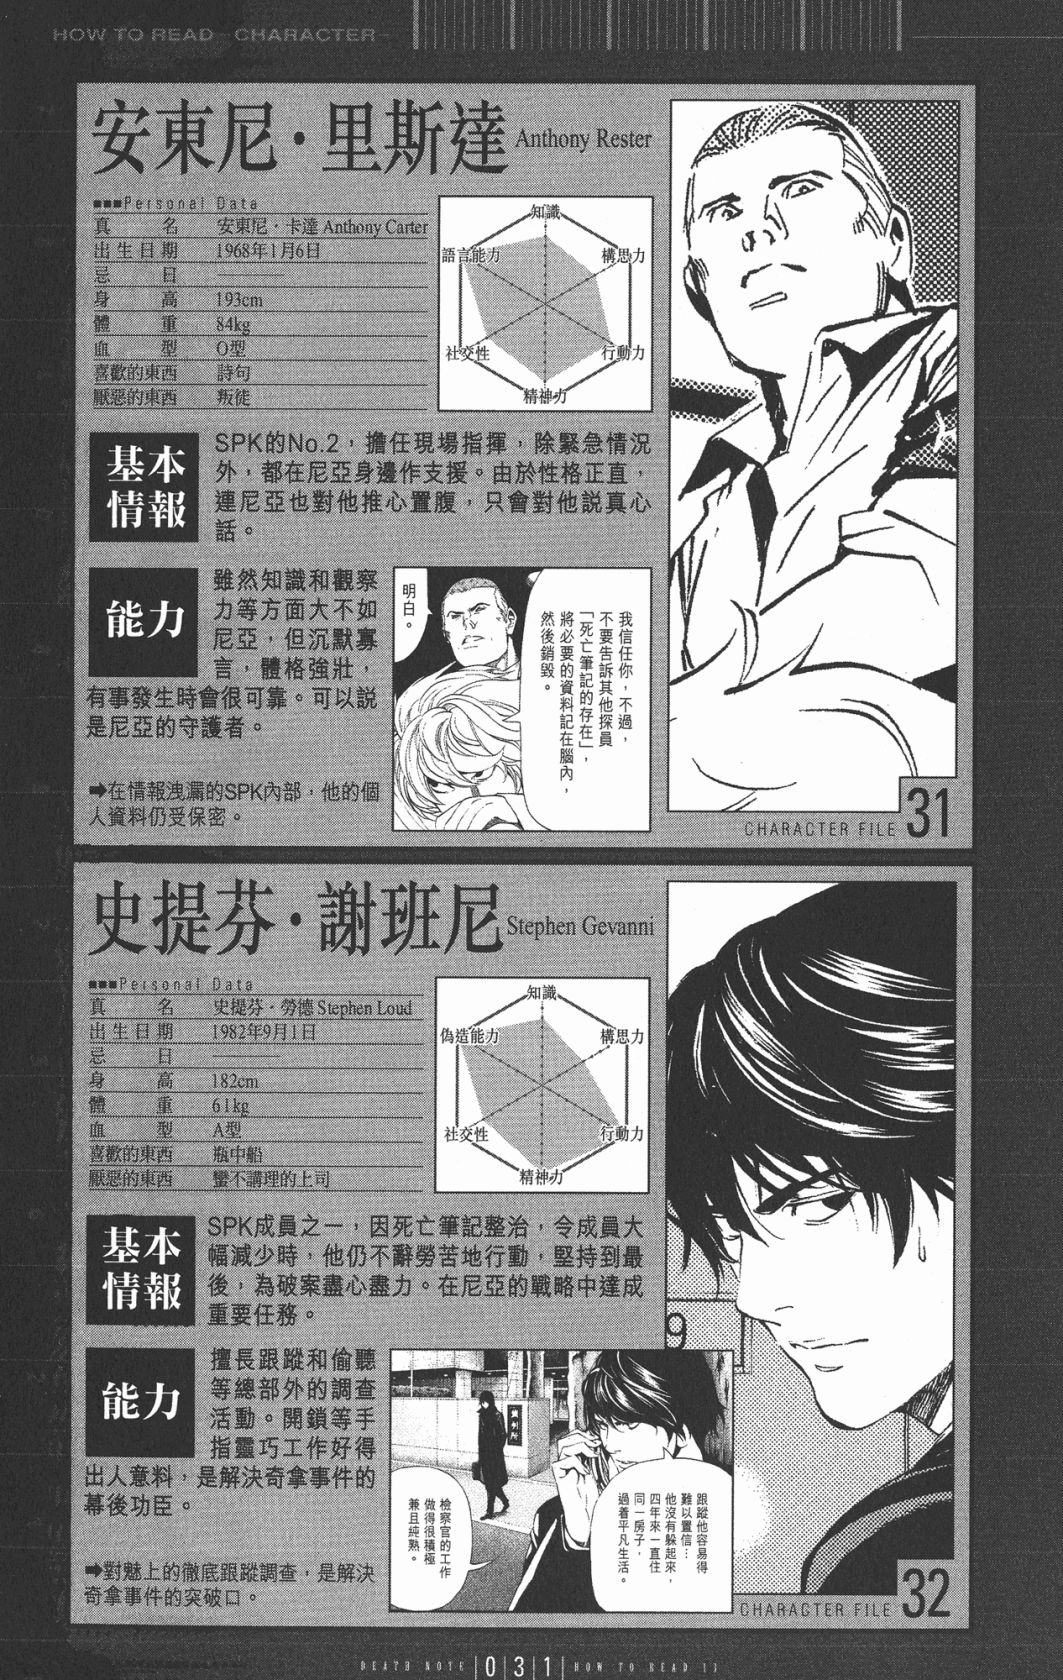 HOW TO READ -CHARACTER-
安東尼·里斯達 Anthony Rester
■■■Personal Data
真名 安東尼·卡達 Anthony Carter
出生日期 1968年1月6日
忌日 ————
身高 193cm
體重 84kg
血型 O型
喜歡的東西 詩句
厭惡的東西 叛徒
知識
語言能力
構思力
社交性
行動力
精神力
基本
情報
SPK的No.2，擔任現場指揮，除緊急情況
外，都在尼亞身邊作支援。由於性格正直，
連尼亞也對他推心置腹，只會對他説真心
話。
能力
雖然知識和觀察
力等方面大不如
尼亞，但沉默寡
言，體格強壯，
有事發生時會很可靠。可以説
是尼亞的守護者。
我信任你，不過，
不要告訴其他探員
「死亡筆記的存在」，
將必要的資料記在腦內，
然後銷毀。
明白。
➡在情報洩漏的SPK內部，他的個
人資料仍受保密。
CHARACTER FILE 31
史提芬·謝班尼 Stephen Gevanni
■■■Personal Data
真名 史提芬·勞德 Stephen Loud
出生日期 1982年9月1日
忌日 ————
身高 182cm
體重 61kg
血型 A型
喜歡的東西 瓶中船
厭惡的東西 蠻不講理的上司
知識
偽造能力
構思力
社交性
行動力
精神力
基本
情報
SPK成員之一，因死亡筆記整治，令成員大
幅減少時，他仍不辭勞苦地行動，堅持到最
後，為破案盡心盡力。在尼亞的戰略中達成
重要任務。
9
能力
擅長跟蹤和偷聽
等總部外的調查
活動。開鎖等手
指靈巧工作好得
出人意料，是解決奇拿事件的
幕後功臣。
跟蹤他容易得
難以置信…
他沒有躲起來，
四年來一直住
同一房子，
過着平凡生活。
檢察官的工作
做得很積極
兼且純熟。
➡對魅上的徹底跟蹤調查，是解決
奇拿事件的突破口。
CHARACTER FILE 32
DEATH NOTE |0|3|1| HOW TO READ 13